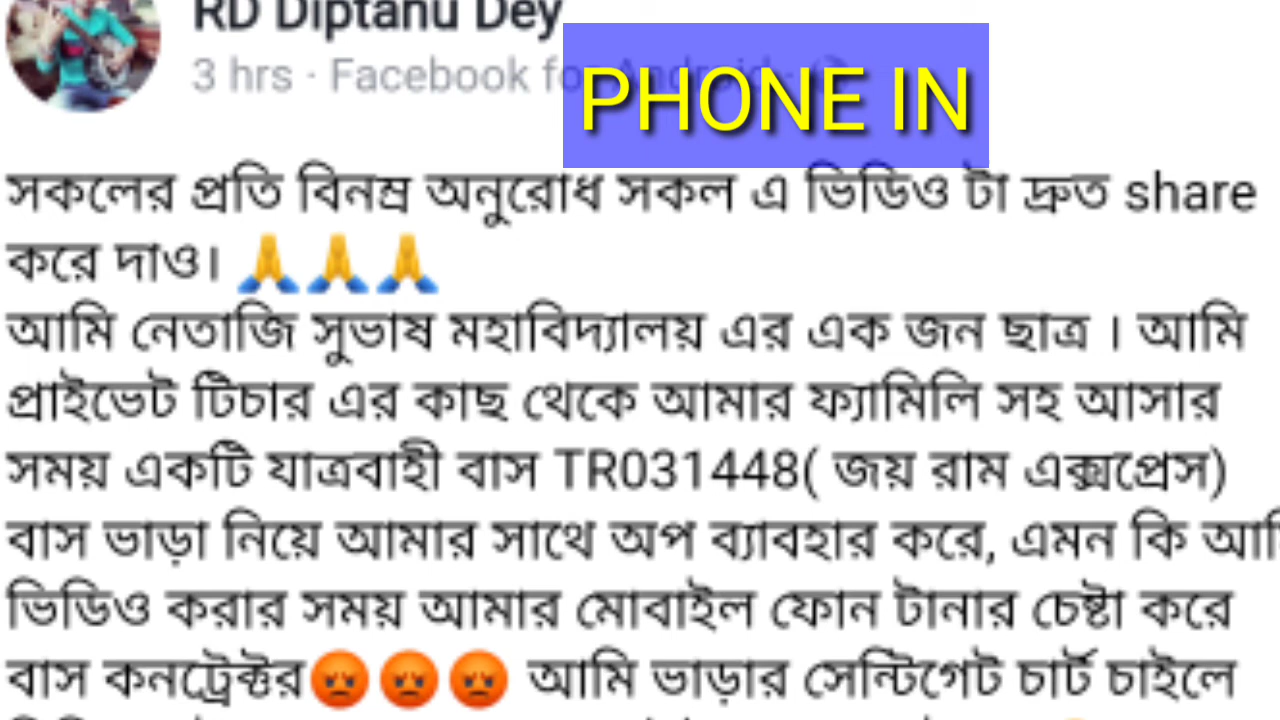 RD Diptanu Dey
3 hrs · Facebook for Android ·
PHONE IN
সকলের প্রতি বিনম্র অনুরোধ সকল এ ভিডিও টা দ্রুত share
করে দাও। 🙏🙏🙏
আমি নেতাজি সুভাষ মহাবিদ্যালয় এর এক জন ছাত্র । আমি
প্রাইভেট টিচার এর কাছ থেকে আমার ফ্যামিলি সহ আসার
সময় একটি যাত্রবাহী বাস TR031448( জয় রাম এক্সপ্রেস)
বাস ভাড়া নিয়ে আমার সাথে অপ ব্যাবহার করে, এমন কি
ভিডিও করার সময় আমার মোবাইল ফোন টানার চেষ্টা করে
বাস কনট্রেক্টর😡😡😡 আমি ভাড়ার সেন্টিগেট চার্ট চাইলে